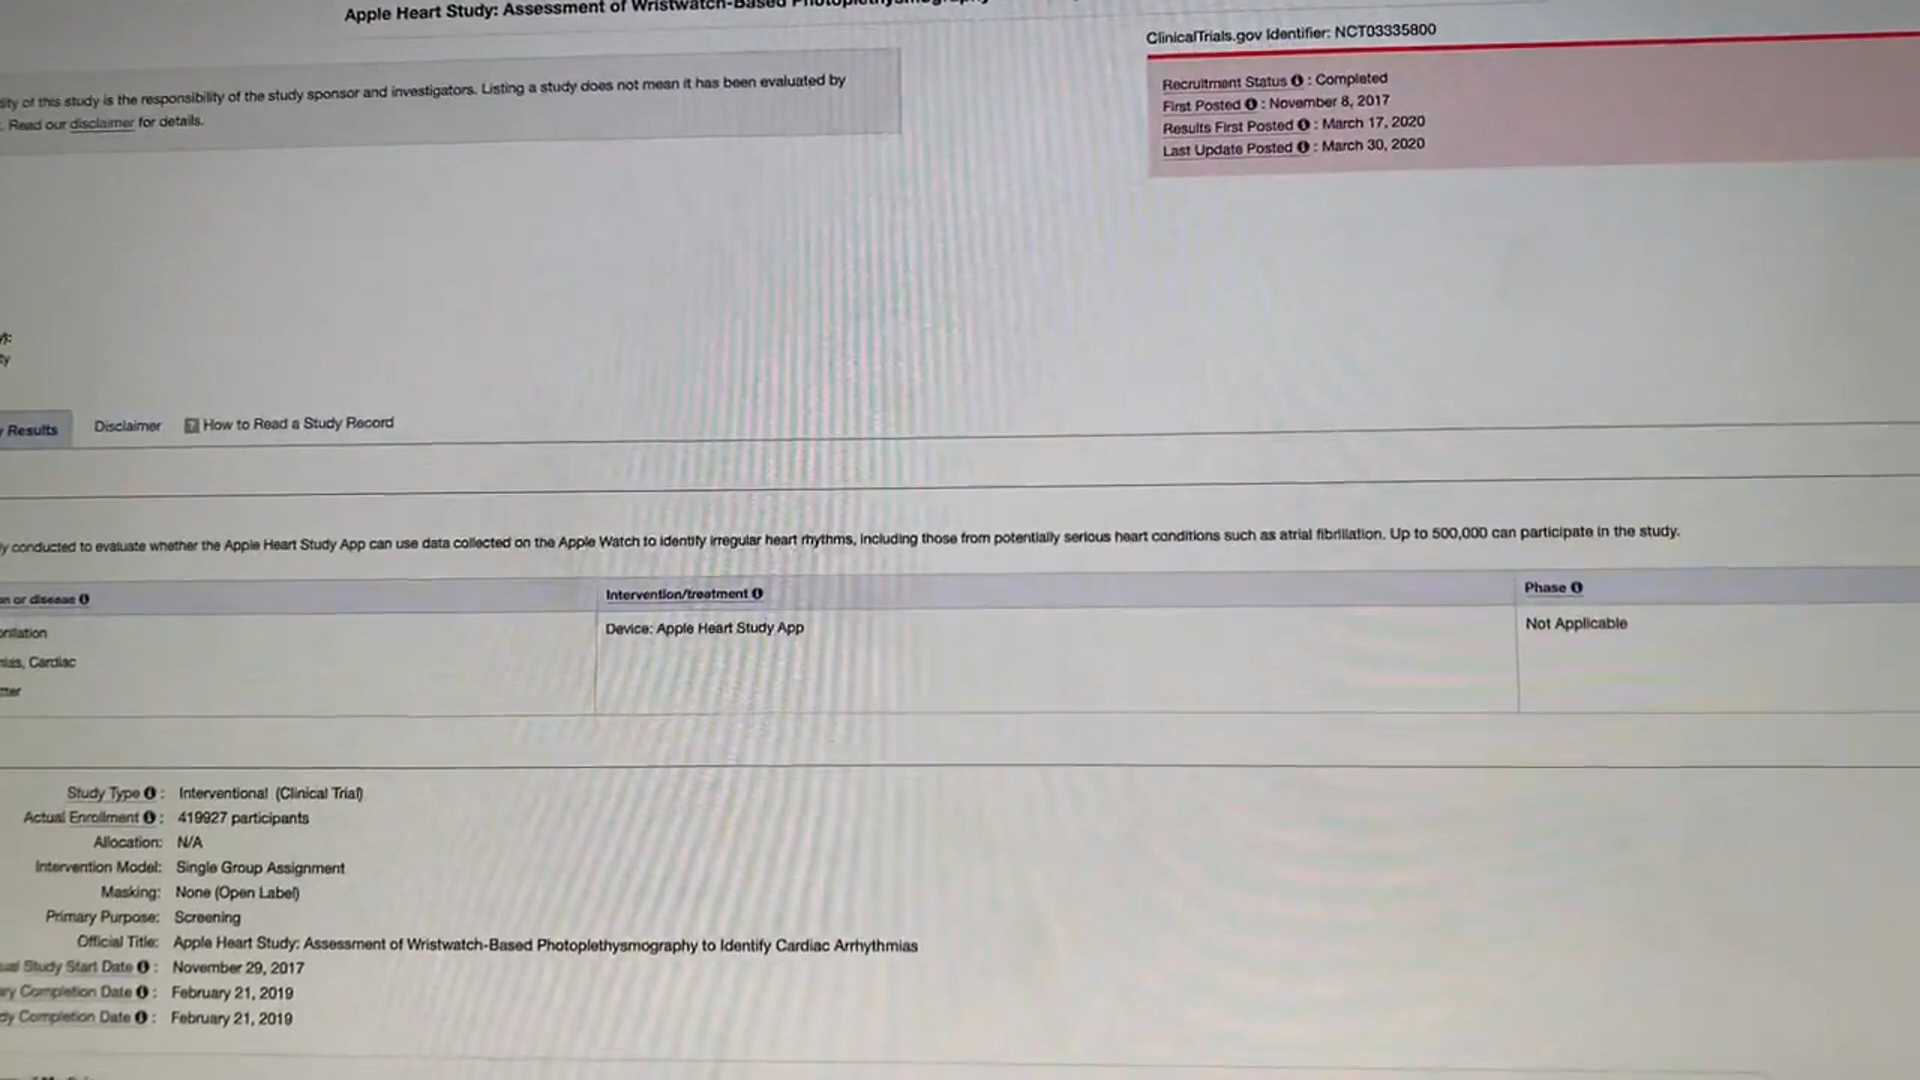 Apple Heart Study: Assessment of Wristwatch-Based
ClinicalTrials.gov Identifier: NCT03335800
of this study is the responsibility of the study sponsor and investigators. Listing a study does not mean it has been evaluated by
Read our disclaimer for details.
Recruitment Status : Completed
First Posted : November 8, 2017
Results First Posted : March 17, 2020
Last Update Posted : March 30, 2020
Results
Disclaimer
How to Read a Study Record
conducted to evaluate whether the Apple Heart Study App can use data collected on the Apple Watch to identify irregular heart rhythms, including those from potentially serious heart conditions such as atrial fibrillation. Up to 500,000 can participate in the study.
or disease
Intervention/treatment
Phase
Device: Apple Heart Study App
Not Applicable
Cardiac
Study Type : Interventional (Clinical Trial)
Actual Enrollment : 419927 participants
Allocation: N/A
Intervention Model: Single Group Assignment
Masking: None (Open Label)
Primary Purpose: Screening
Official Title: Apple Heart Study: Assessment of Wristwatch-Based Photoplethysmography to Identify Cardiac Arrhythmias
Study Start Date : November 29, 2017
Completion Date : February 21, 2019
Completion Date : February 21, 2019